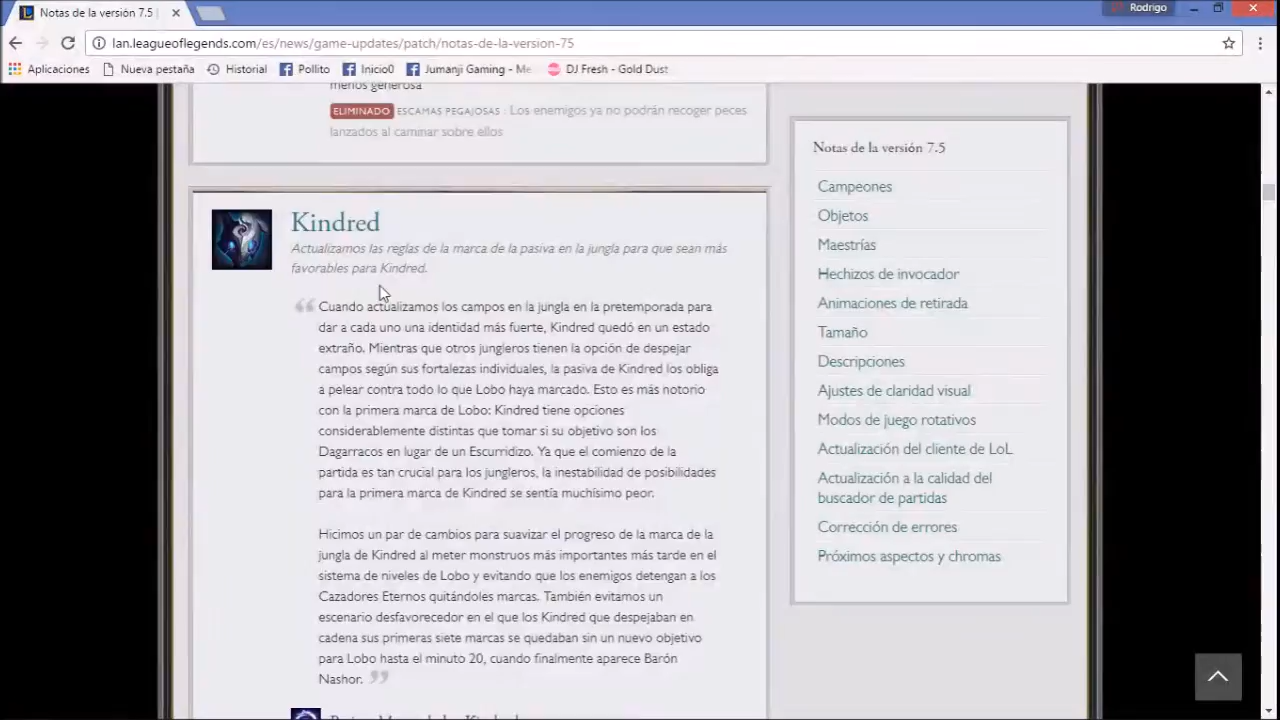 Notas de la versión 7.5
Rodrigo
lan.leagueoflegends.com/es/news/game-updates/patch/notas-de-la-version-75
Aplicaciones
Nueva pestaña
Historial
Pollito
Inicio0
Jumanji Gaming - Me
DJ Fresh - Gold Dust
menos generosa
ELIMINADO ESCAMAS PEGAJOSAS : Los enemigos ya no podrán recoger peces
lanzados al caminar sobre ellos
Kindred
Actualizamos las reglas de la marca de la pasiva en la jungla para que sean más
favorables para Kindred.
Cuando actualizamos los campos en la jungla en la pretemporada para
dar a cada uno una identidad más fuerte, Kindred quedó en un estado
extraño. Mientras que otros jungleros tienen la opción de despejar
campos según sus fortalezas individuales, la pasiva de Kindred los obliga
a pelear contra todo lo que Lobo haya marcado. Esto es más notorio
con la primera marca de Lobo: Kindred tiene opciones
considerablemente distintas que tomar si su objetivo son los
Dagarracos en lugar de un Escurridizo. Ya que el comienzo de la
partida es tan crucial para los jungleros, la inestabilidad de posibilidades
para la primera marca de Kindred se sentía muchísimo peor.
Hicimos un par de cambios para suavizar el progreso de la marca de la
jungla de Kindred al meter monstruos más importantes más tarde en el
sistema de niveles de Lobo y evitando que los enemigos detengan a los
Cazadores Eternos quitándoles marcas. También evitamos un
escenario desfavorecedor en el que los Kindred que despejaban en
cadena sus primeras siete marcas se quedaban sin un nuevo objetivo
para Lobo hasta el minuto 20, cuando finalmente aparece Barón
Nashor.
Notas de la versión 7.5
Campeones
Objetos
Maestrías
Hechizos de invocador
Animaciones de retirada
Tamaño
Descripciones
Ajustes de claridad visual
Modos de juego rotativos
Actualización del cliente de LoL
Actualización a la calidad del
buscador de partidas
Corrección de errores
Próximos aspectos y chromas